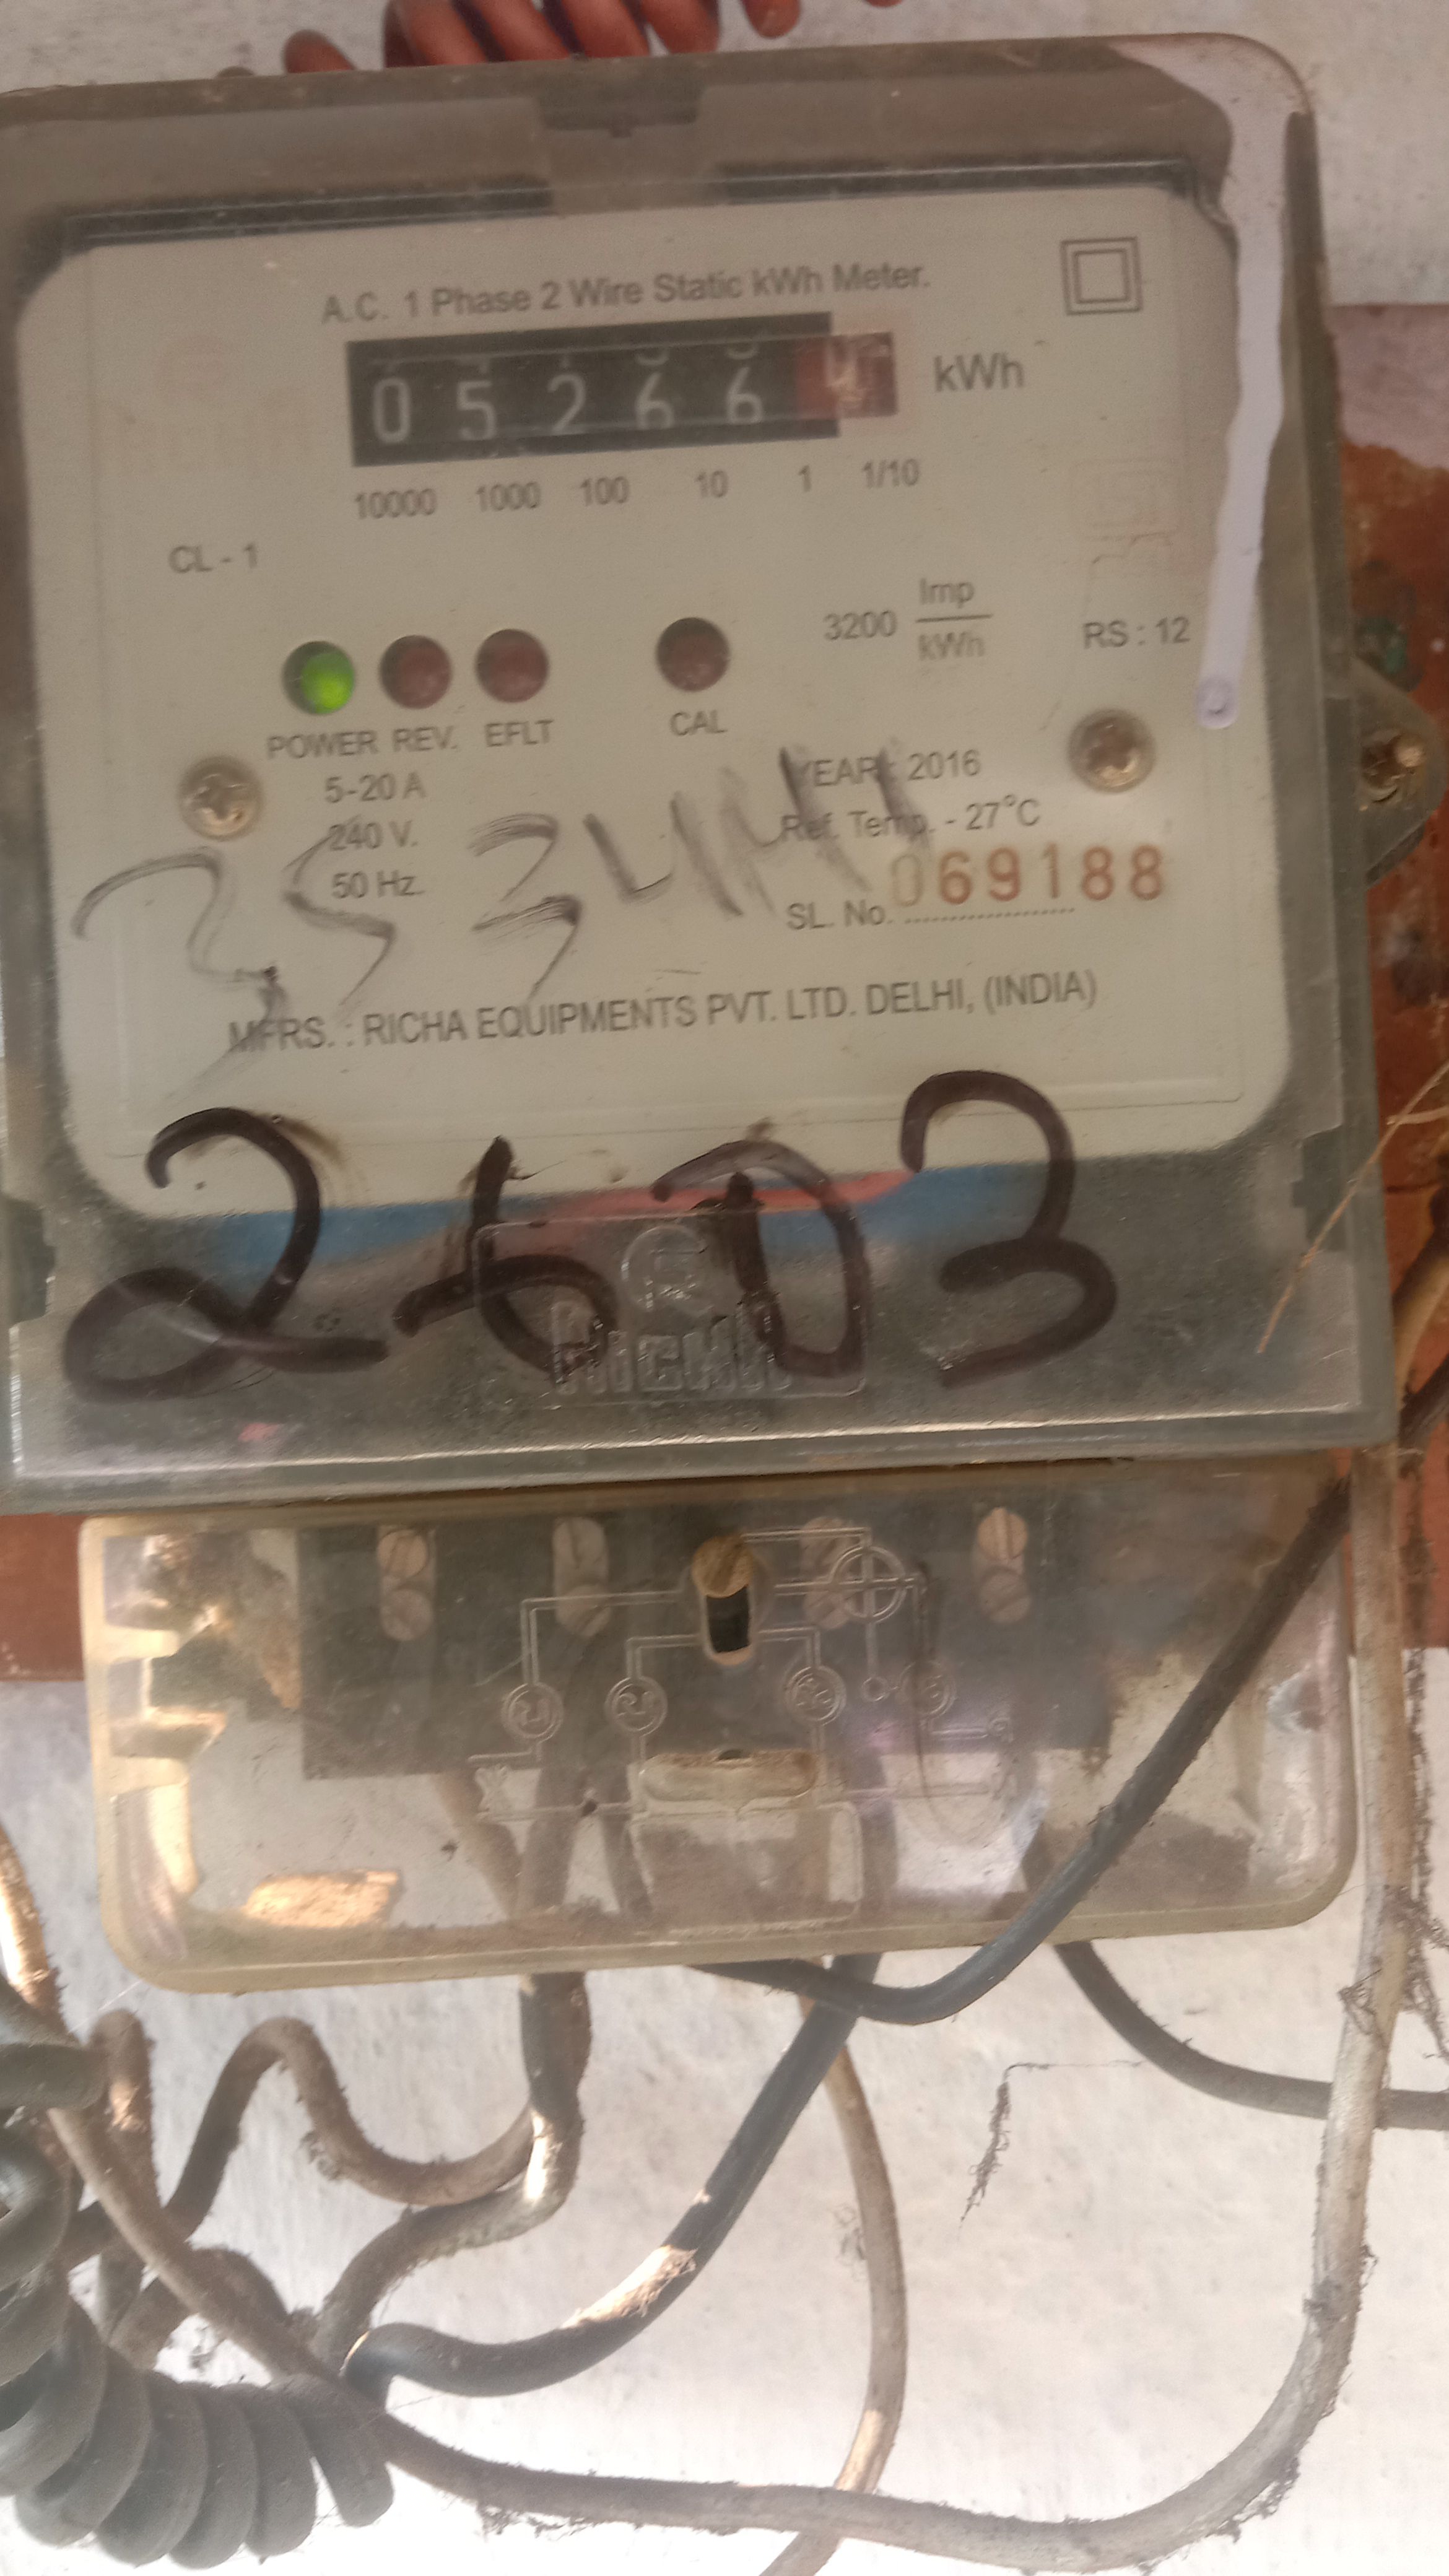 A.C. 1 Phase 2 Wire Static kWh Meter.
0 5 2 6 6 kWh
10000 1000 100 10 1 1/10
CL - 1
3200 Imp
kWh
RS : 12
POWER REV. EFLT CAL
5-20 A
240 V.
50 Hz.
YEAR : 2016
Ref. Temp. - 27°C
SL. No. 069188
MFRS. : RICHA EQUIPMENTS PVT. LTD. DELHI, (INDIA)
2603
RICHA